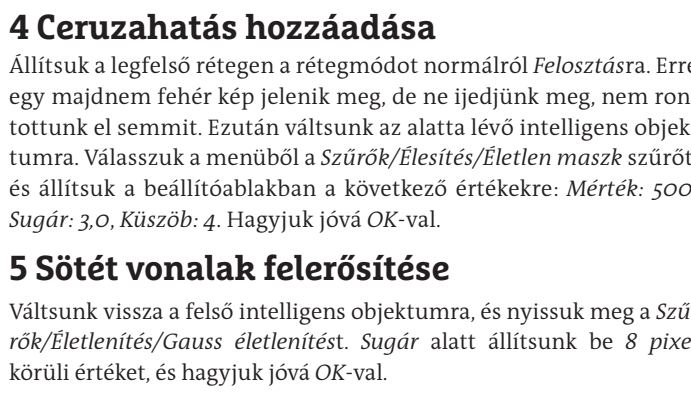 4 Ceruzahatás hozzáadása
Állítsuk a legfelső rétegen a rétegmódot normálról Felosztásra. Erre
egy majdnem fehér kép jelenik meg, de ne ijedjünk meg, nem ron
tottunk el semmit. Ezután váltsunk az alatta lévő intelligens objek
tumra. Válasszuk a menüből a Szűrők/Élesítés/Életlen maszk szűrőt
és állítsuk a beállítóablakban a következő értékekre: Mérték: 500
Sugár: 3,0, Küszöb: 4. Hagyjuk jóvá OK-val.
5 Sötét vonalak felerősítése
Váltsunk vissza a felső intelligens objektumra, és nyissuk meg a Szű
rők/Életlenítés/Gauss életlenítést. Sugár alatt állítsunk be 8 pixe
körüli értéket, és hagyjuk jóvá OK-val.